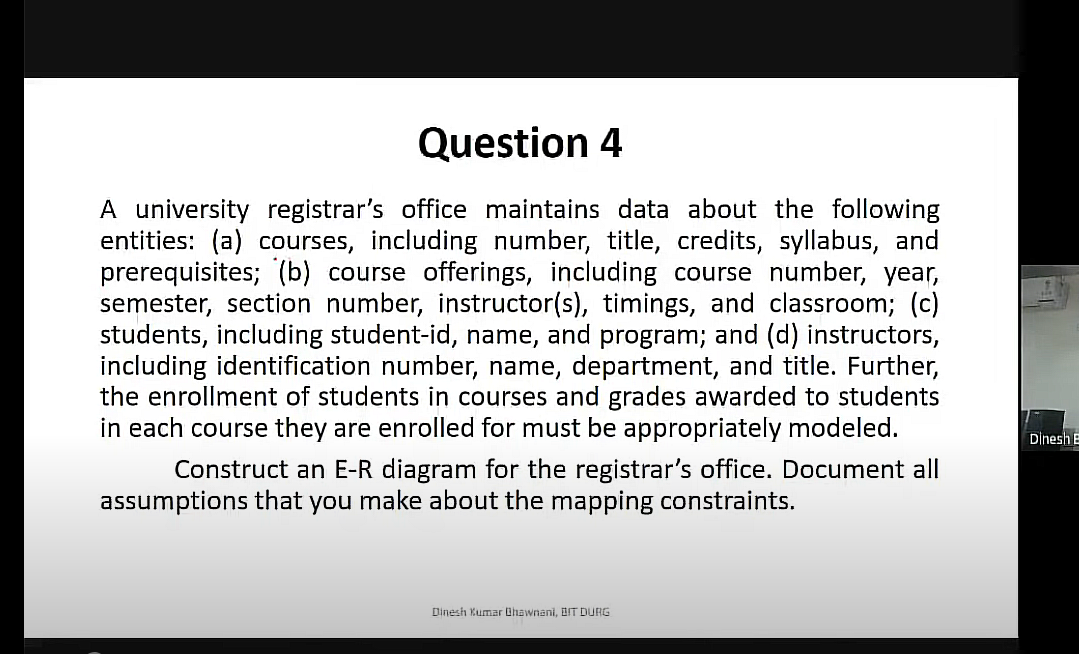 Question 4
A university registrar's office maintains data about the following
entities: (a) courses, including number, title, credits, syllabus, and
prerequisites; (b) course offerings, including course number, year,
semester, section number, instructor(s), timings, and classroom; (c)
students, including student-id, name, and program; and (d) instructors,
including identification number, name, department, and title. Further,
the enrollment of students in courses and grades awarded to students
in each course they are enrolled for must be appropriately modeled.
Construct an E-R diagram for the registrar's office. Document all
assumptions that you make about the mapping constraints.
Dinesh Kumar Bhawnani, BIT DURG
Dinesh